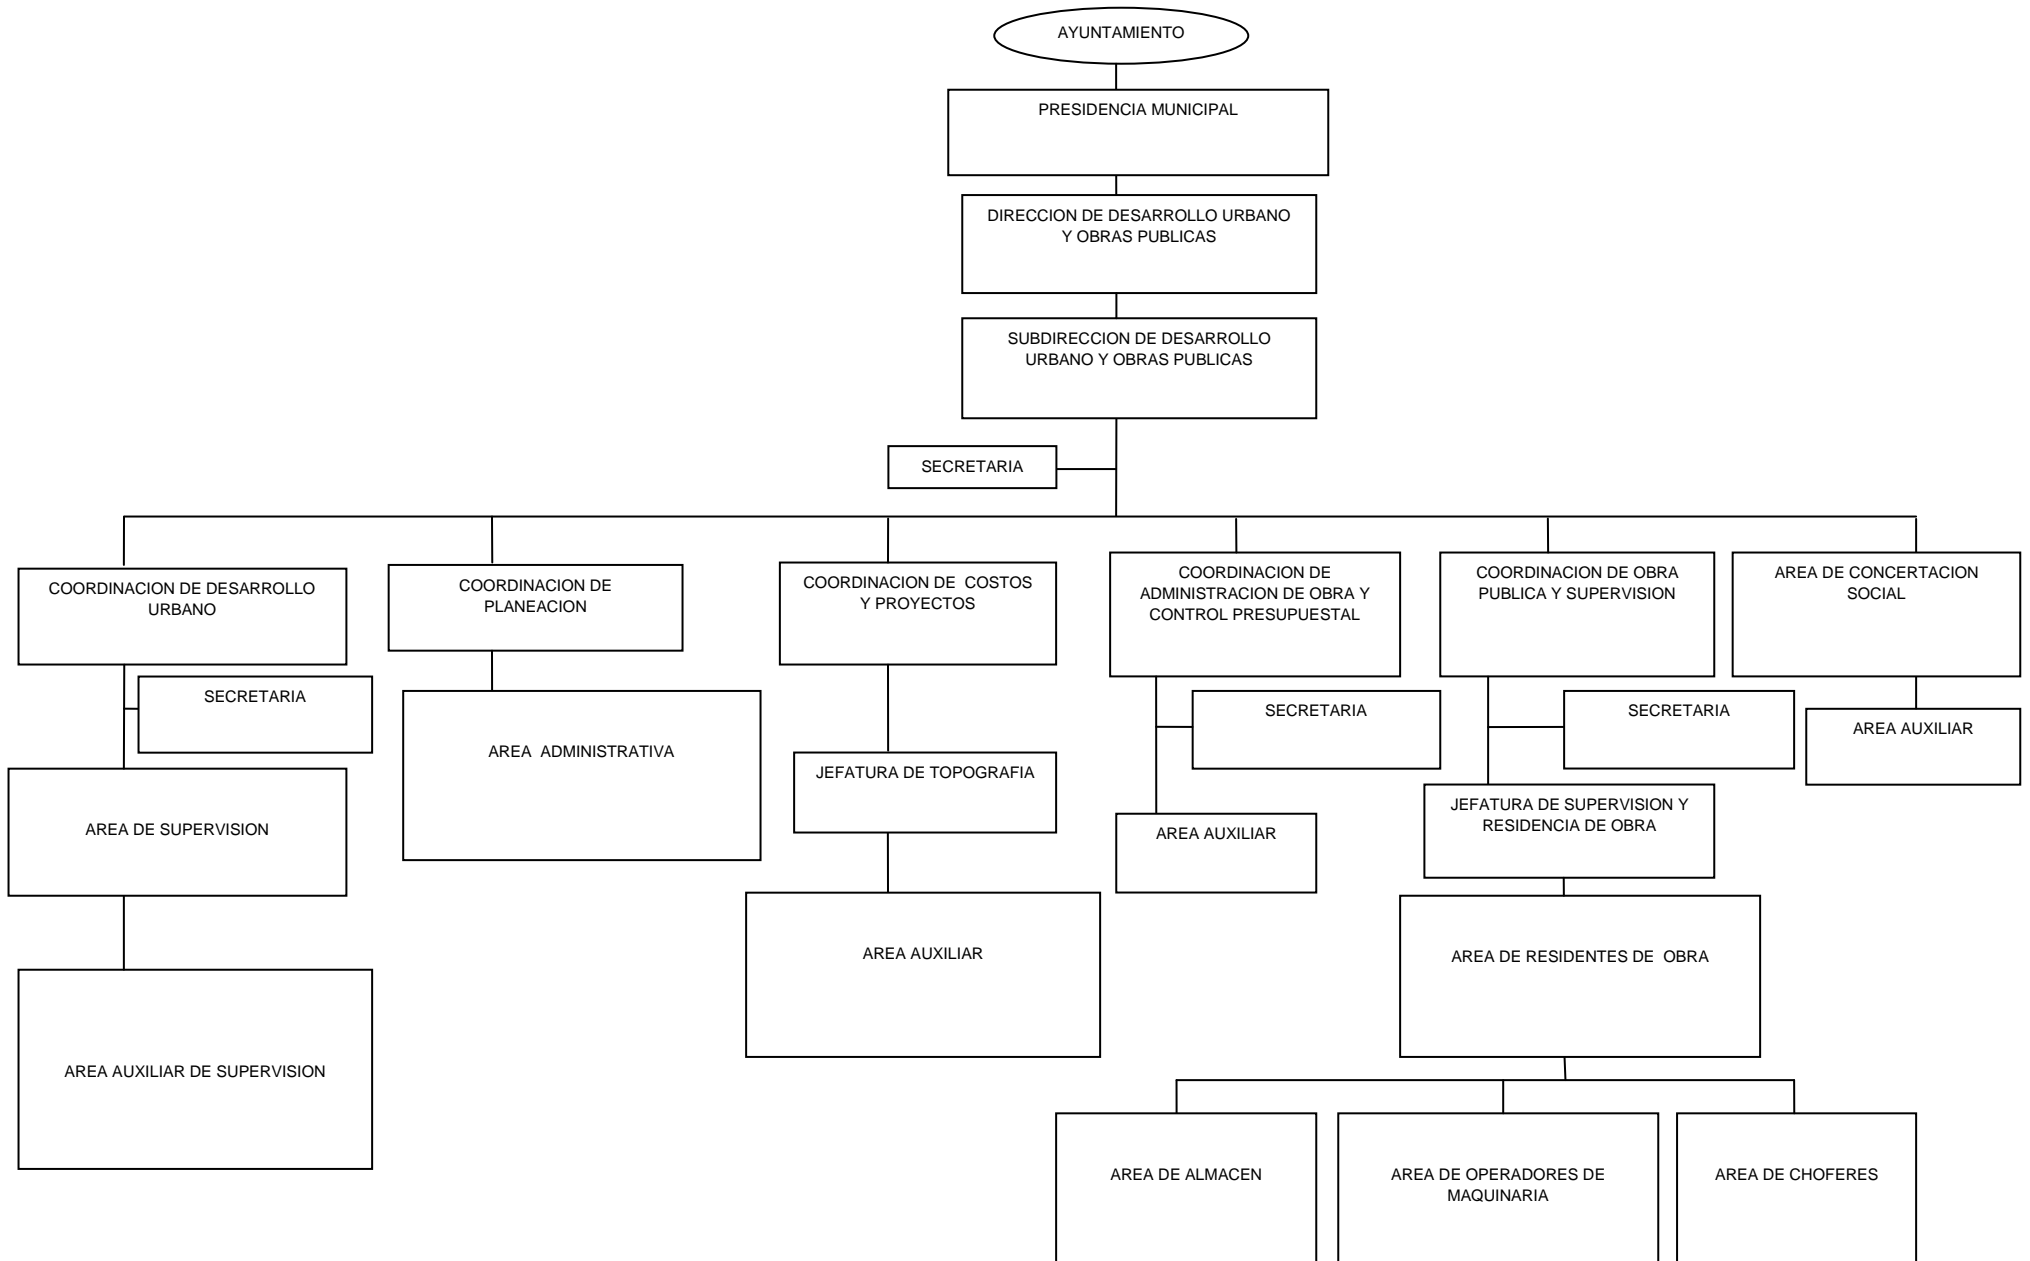 AYUNTAMIENTO
PRESIDENCIA MUNICIPAL
DIRECCION DE DESARROLLO URBANO
Y OBRAS PUBLICAS
SUBDIRECCION DE DESARROLLO
URBANO Y OBRAS PUBLICAS
SECRETARIA
COORDINACION DE DESARROLLO
URBANO
COORDINACION DE
PLANEACION
COORDINACION DE COSTOS
Y PROYECTOS
COORDINACION DE
ADMINISTRACION DE OBRA Y
CONTROL PRESUPUESTAL
COORDINACION DE OBRA
PUBLICA Y SUPERVISION
AREA DE CONCERTACION
SOCIAL
SECRETARIA
AREA ADMINISTRATIVA
JEFATURA DE TOPOGRAFIA
SECRETARIA
SECRETARIA
AREA AUXILIAR
AREA DE SUPERVISION
AREA AUXILIAR
JEFATURA DE SUPERVISION Y
RESIDENCIA DE OBRA
AREA AUXILIAR
AREA DE RESIDENTES DE OBRA
AREA AUXILIAR DE SUPERVISION
AREA DE ALMACEN
AREA DE OPERADORES DE
MAQUINARIA
AREA DE CHOFERES